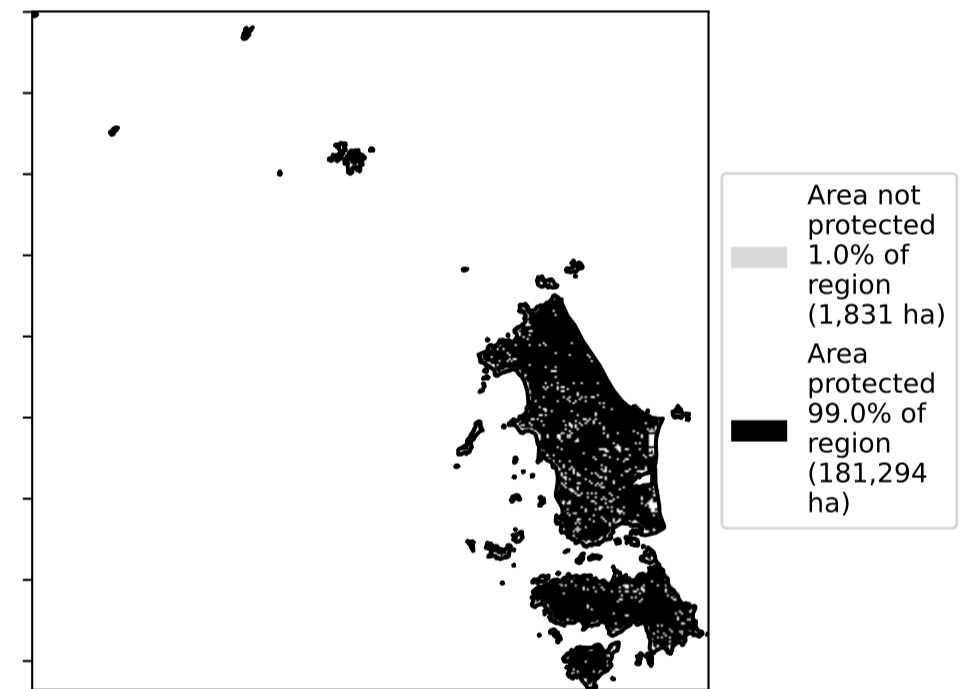 Area not
protected
1.0% of
region
(1,831 ha)
Area
protected
99.0% of
region
(181,294
ha)